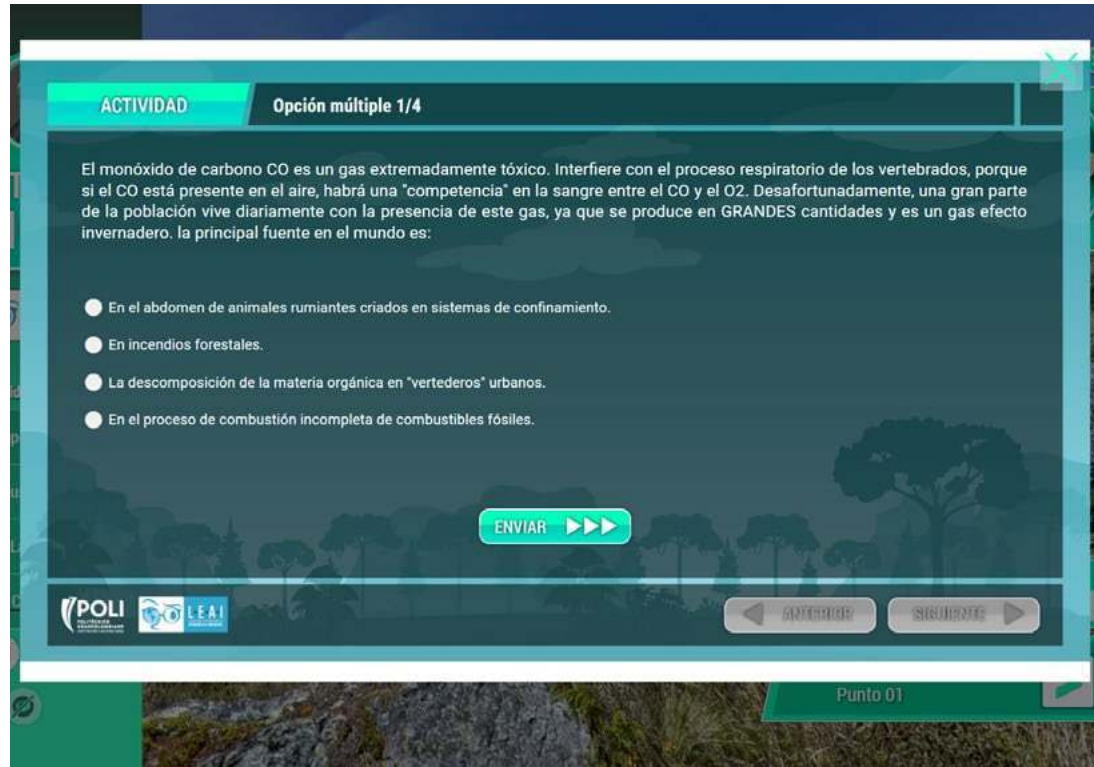 ACTIVIDAD
Opción múltiple 1/4
El monóxido de carbono CO es un gas extremadamente tóxico. Interfiere con el proceso respiratorio de los vertebrados, porque
si el CO está presente en el aire, habrá una "competencia" en la sangre entre el CO y el O2. Desafortunadamente, una gran parte
de la población vive diariamente con la presencia de este gas, ya que se produce en GRANDES cantidades y es un gas efecto
invernadero. la principal fuente en el mundo es:
En el abdomen de animales rumiantes criados en sistemas de confinamiento.
En incendios forestales.
La descomposición de la materia orgánica en "vertederos" urbanos.
En el proceso de combustión incompleta de combustibles fósiles.
ENVIAR
POLI
LEAI
ANTERIOR
SIGUIENTE
Punto 01